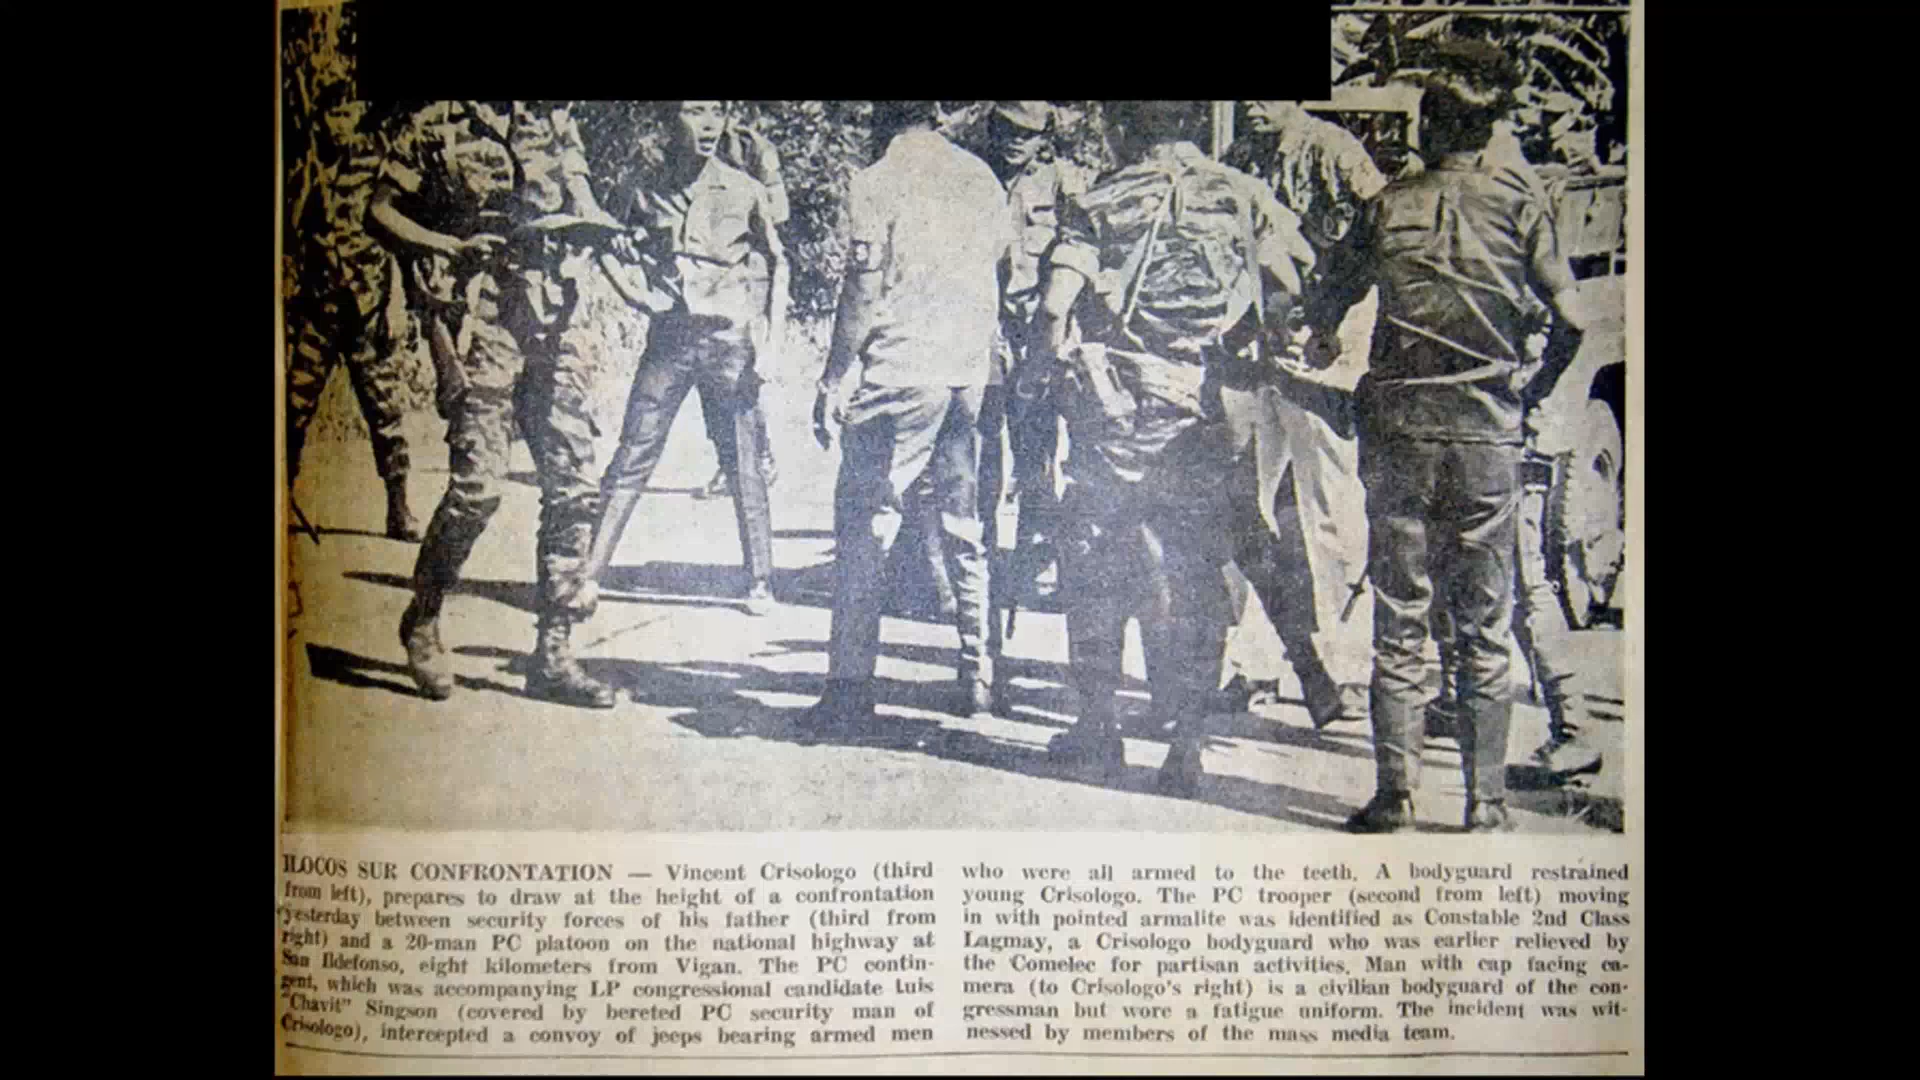 ILOCOS SUR CONFRONTATION — Vincent Crisologo (third
from left), prepares to draw at the height of a confrontation
yesterday between security forces of his father (third from
right) and a 20-man PC platoon on the national highway at
San Ildefonso, eight kilometers from Vigan. The PC contin-
gent, which was accompanying LP congressional candidate Luis
"Chavit" Singson (covered by bereted PC security man of
Crisologo), intercepted a convoy of jeeps bearing armed men
who were all armed to the teeth. A bodyguard restrained
young Crisologo. The PC trooper (second from left) moving
in with pointed armalite was identified as Constable 2nd Class
Lagmay, a Crisologo bodyguard who was earlier relieved by
the Comelec for partisan activities. Man with cap facing ca-
mera (to Crisologo's right) is a civilian bodyguard of the con-
gressman but wore a fatigue uniform. The incident was wit-
nessed by members of the mass media team.